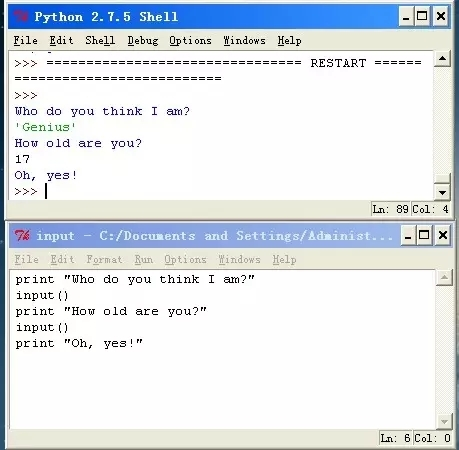 Python 2.7.5 Shell
File Edit Shell Debug Options Windows Help
>>> ================================ RESTART ======
==========================
>>>
Who do you think I am?
'Genius'
How old are you?
17
Oh, yes!
>>>
Ln: 89 Col: 4
input - C:/Documents and Settings/Administ...
File Edit Format Run Options Windows Help
print "Who do you think I am?"
input()
print "How old are you?"
input()
print "Oh, yes!"
Ln: 6 Col: 0